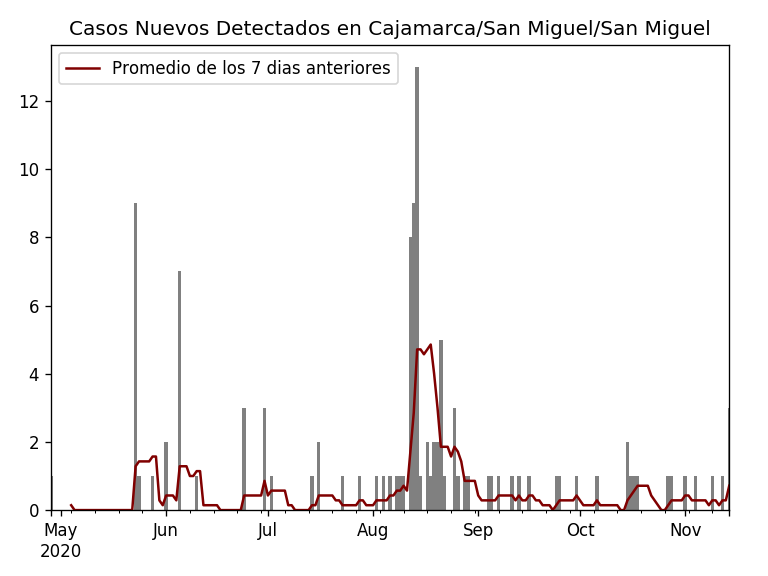 Casos Nuevos Detectados en Cajamarca/San Miguel/San Miguel
Promedio de los 7 dias anteriores
12
10
8
6
4
2
0
May Jun Jul Aug Sep Oct Nov
2020